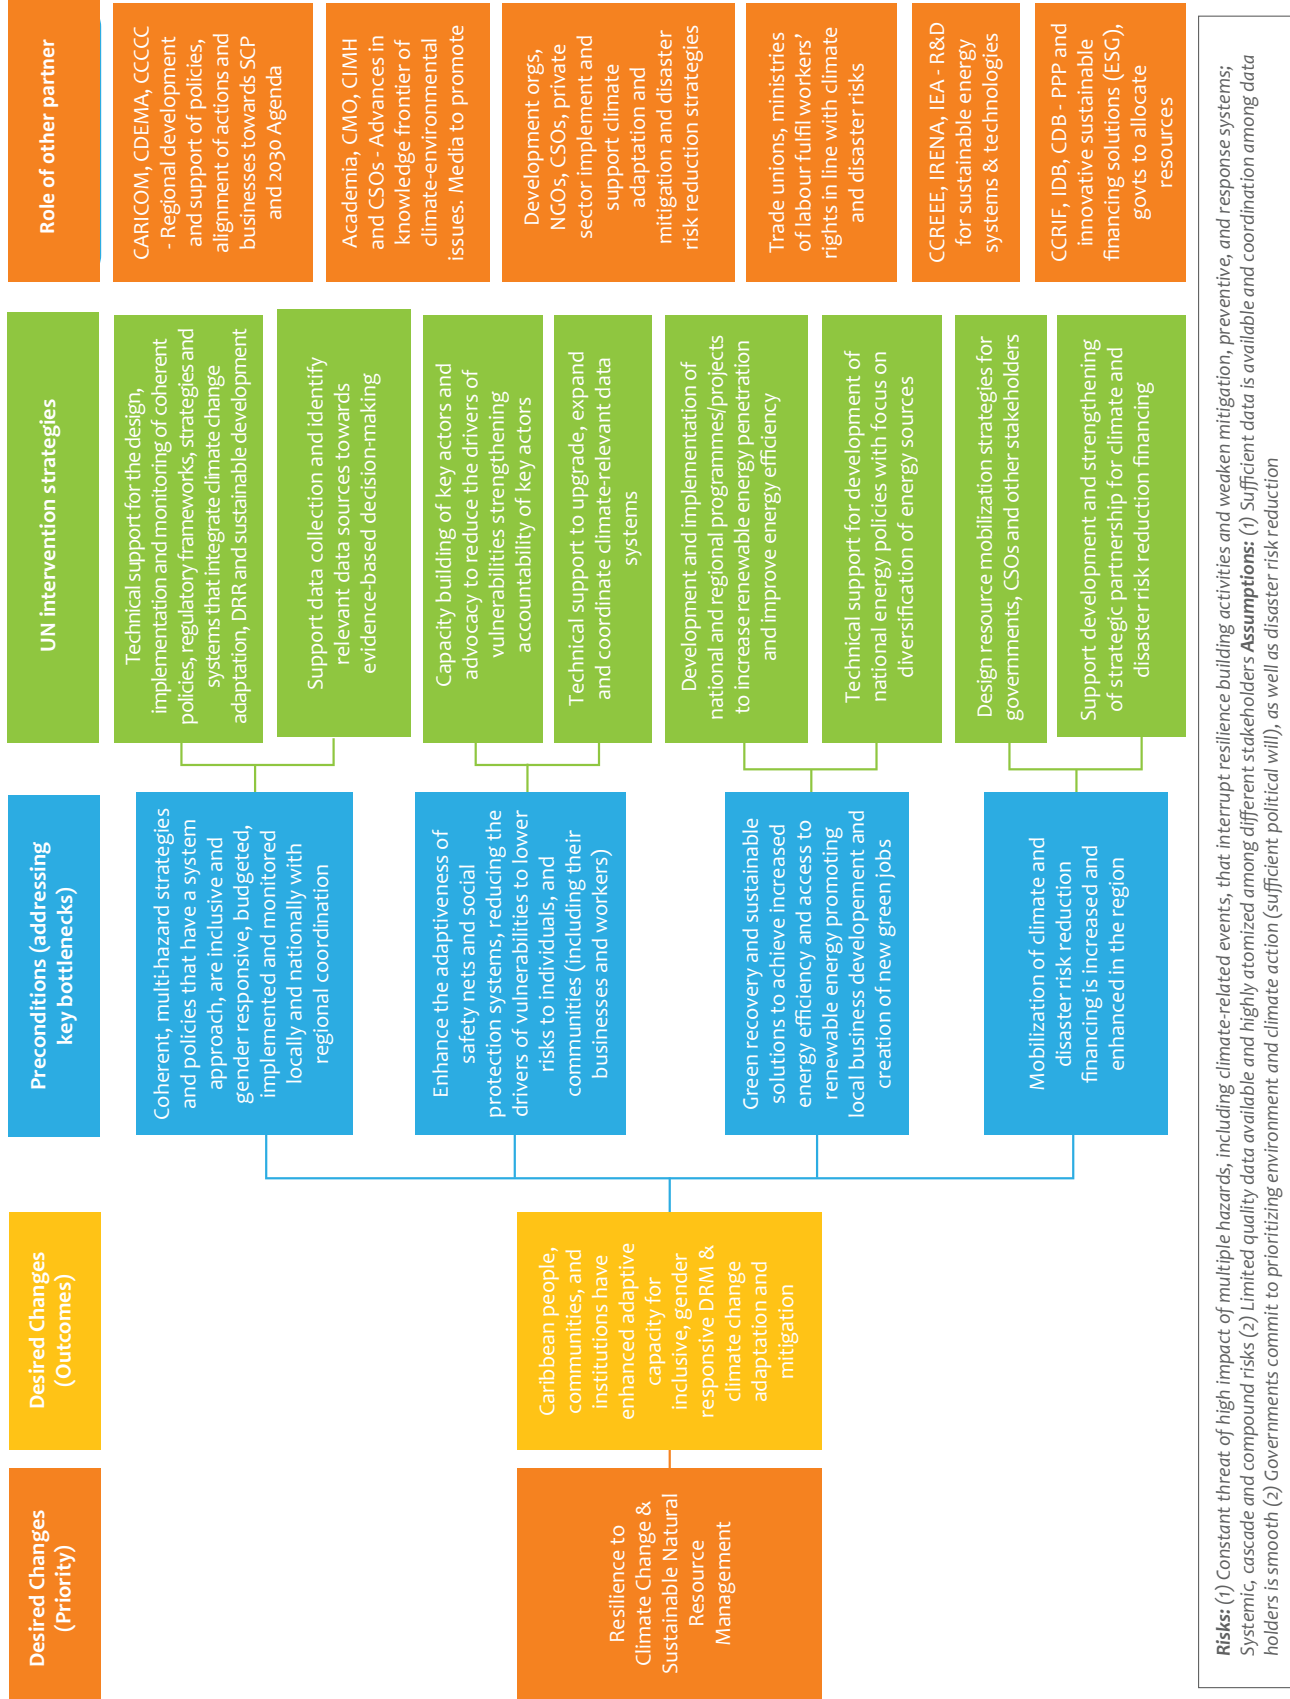 Desired Changes
(Priority)
Resilience to
Climate Change &
Sustainable Natural
Resource
Management
Desired Changes
(Outcomes)
Caribbean people,
communities, and
institutions have
enhanced adaptive
capacity for
inclusive, gender
responsive DRM &
climate change
adaptation and
mitigation
Preconditions (addressing
key bottlenecks)
Coherent, multi-hazard strategies
and policies that have a system
approach, are inclusive and
gender responsive, budgeted,
implemented and monitored
locally and nationally with
regional coordination
Enhance the adaptiveness of
safety nets and social
protection systems, reducing the
drivers of vulnerabilities to lower
risks to individuals, and
communities (including their
businesses and workers)
Green recovery and sustainable
solutions to achieve increased
energy efficiency and access to
renewable energy promoting
local business developement and
creation of new green jobs
Mobilization of climate and
disaster risk reduction
financing is increased and
enhanced in the region
UN intervention strategies
Technical support for the design,
implementation and monitoring of coherent
policies, regulatory frameworks, strategies and
systems that integrate climate change
adaptation, DRR and sustainable development
Support data collection and identify
relevant data sources towards
evidence-based decision-making
Capacity building of key actors and
advocacy to reduce the drivers of
vulnerabilities strengthening
accountability of key actors
Technical support to upgrade, expand
and coordinate climate-relevant data
systems
Development and implementation of
national and regional programmes/projects
to increase renewable energy penetration
and improve energy efficiency
Technical support for development of
national energy policies with focus on
diversification of energy sources
Design resource mobilization strategies for
governments, CSOs and other stakeholders
Support development and strengthening
of strategic partnership for climate and
disaster risk reduction financing
Role of other partner
CARICOM, CDEMA, CCCCC
- Regional development
and support of policies,
alignment of actions and
businesses towards SCP
and 2030 Agenda
Academia, CMO, CIMH
and CSOs - Advances in
knowledge frontier of
climate-environmental
issues. Media to promote
Development orgs,
NGOs, CSOs, private
sector implement and
support climate
adaptation and
mitigation and disaster
risk reduction strategies
Trade unions, ministries
of labour fulfil workers’
rights in line with climate
and disaster risks
CCREEE, IRENA, IEA - R&D
for sustainable energy
systems & technologies
CCRIF, IDB, CDB - PPP and
innovative sustainable
financing solutions (ESG),
govts to allocate
resources
Risks: (1) Constant threat of high impact of multiple hazards, including climate-related events, that interrupt resilience building activities and weaken mitigation, preventive, and response systems;
Systemic, cascade and compound risks (2) Limited quality data available and highly atomized among different stakeholders Assumptions: (1) Sufficient data is available and coordination among data
holders is smooth (2) Governments commit to prioritizing environment and climate action (sufficient political will), as well as disaster risk reduction